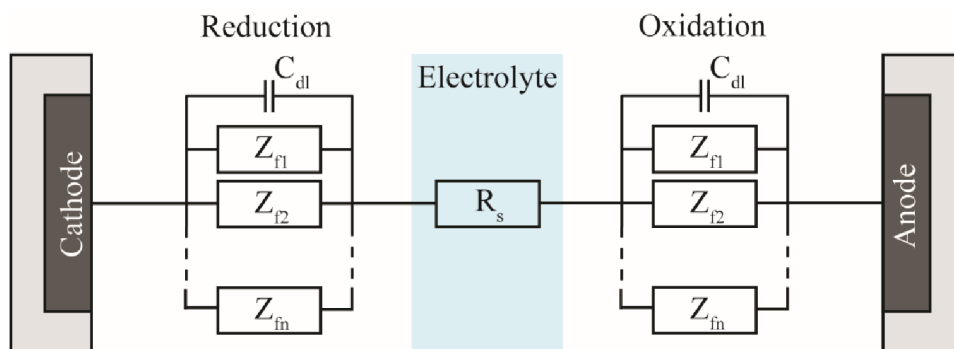 Reduction
Oxidation
Electrolyte
Cathode
C_dl
Z_f1
Z_f2
Z_fn
R_s
C_dl
Z_f1
Z_f2
Z_fn
Anode